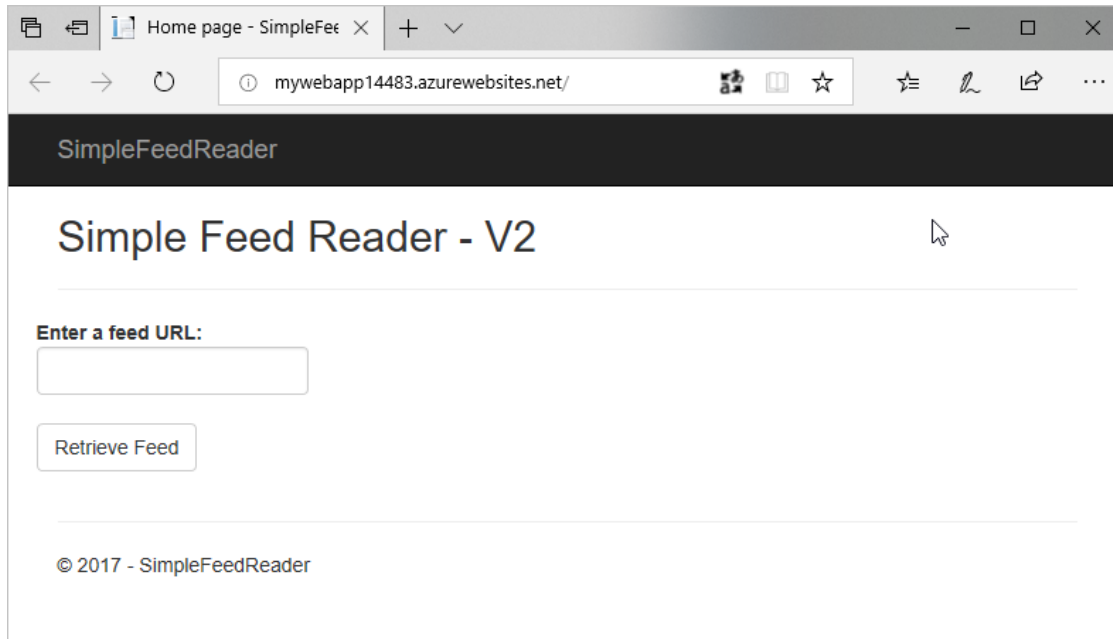 Home page - SimpleFee
mywebapp14483.azurewebsites.net/
SimpleFeedReader
Simple Feed Reader - V2
Enter a feed URL:
Retrieve Feed
© 2017 - SimpleFeedReader